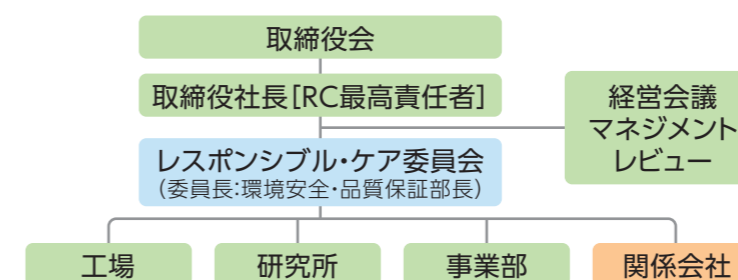 取締役会
取締役社長［RC最高責任者］
経営会議
マネジメント
レビュー
レスポンシブル・ケア委員会
（委員長：環境安全・品質保証部長）
工場
研究所
事業部
関係会社